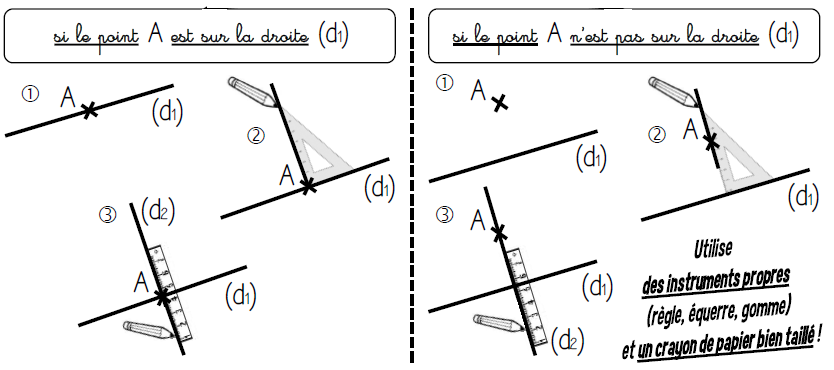 si le point A est sur la droite (d1)
① A (d1)
② A (d1)
③ (d2) A (d1)
si le point A n'est pas sur la droite (d1)
① A (d1)
② A (d1)
③ A (d1) (d2)
Utilise
des instruments propres
(règle, équerre, gomme)
et un crayon de papier bien taillé !